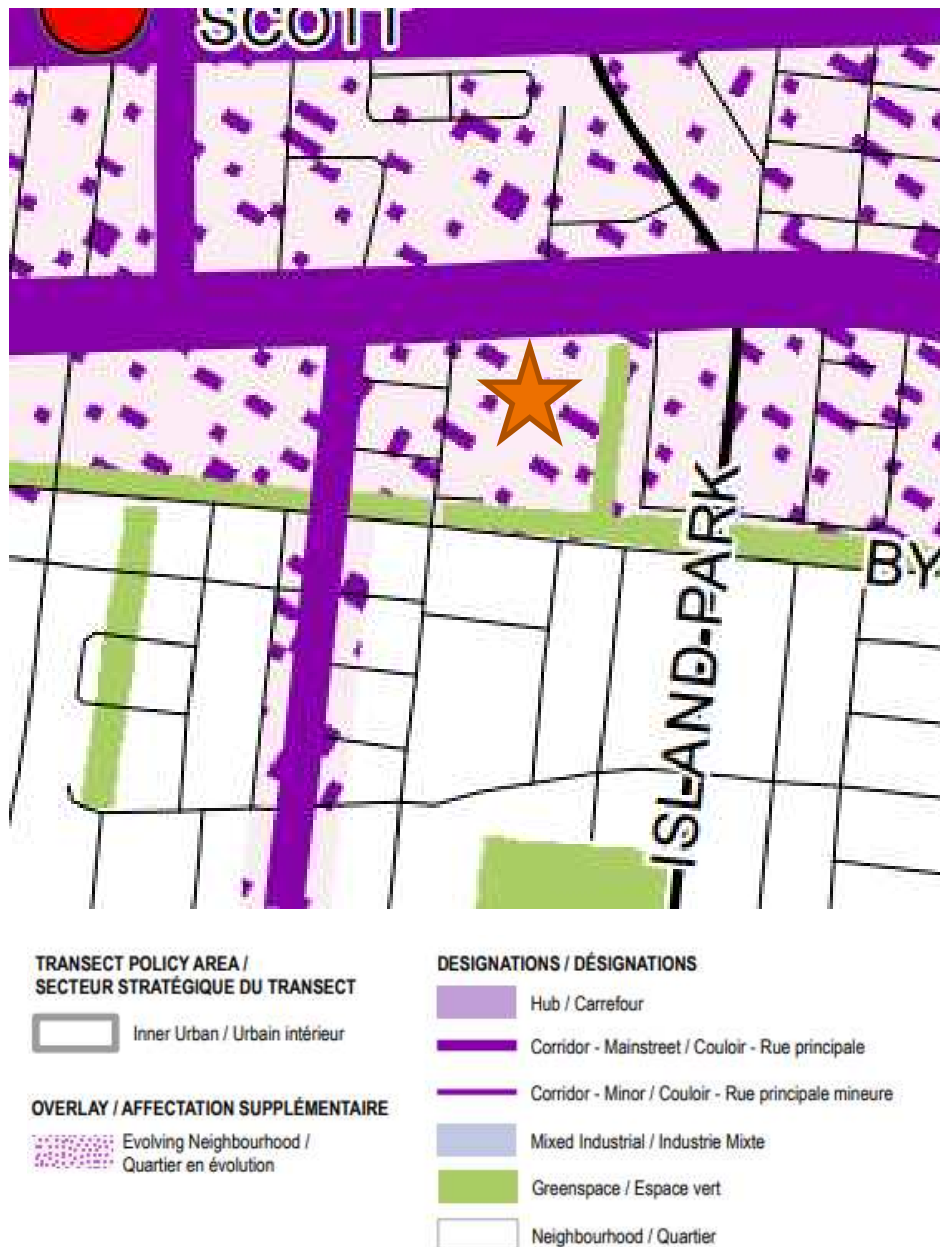 SCOTT
ISLAND-PARK
BY
TRANSECT POLICY AREA /
SECTEUR STRATÉGIQUE DU TRANSECT
Inner Urban / Urbain intérieur
OVERLAY / AFFECTATION SUPPLÉMENTAIRE
Evolving Neighbourhood /
Quartier en évolution
DESIGNATIONS / DÉSIGNATIONS
Hub / Carrefour
Corridor - Mainstreet / Couloir - Rue principale
Corridor - Minor / Couloir - Rue principale mineure
Mixed Industrial / Industrie Mixte
Greenspace / Espace vert
Neighbourhood / Quartier